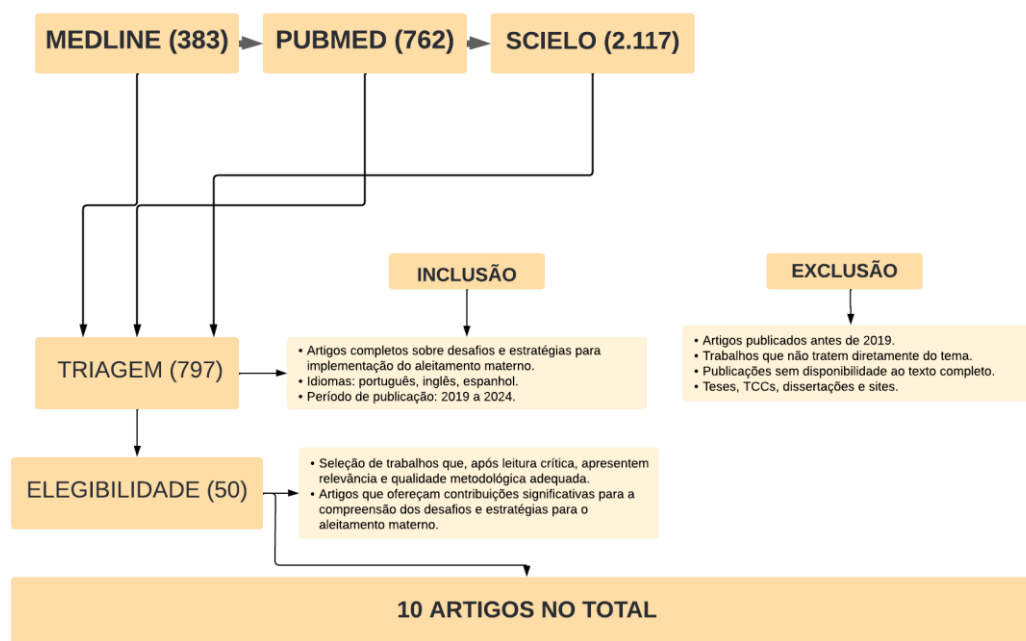 MEDLINE (383)
PUBMED (762)
SCIELO (2.117)
INCLUSÃO
EXCLUSÃO
TRIAGEM (797)
• Artigos completos sobre desafios e estratégias para
implementação do aleitamento materno.
• Idiomas: português, inglês, espanhol.
• Período de publicação: 2019 a 2024.
• Artigos publicados antes de 2019.
• Trabalhos que não tratem diretamente do tema.
• Publicações sem disponibilidade ao texto completo.
• Teses, TCCs, dissertações e sites.
ELEGIBILIDADE (50)
• Seleção de trabalhos que, após leitura crítica, apresentem
relevância e qualidade metodológica adequada.
• Artigos que ofereçam contribuições significativas para a
compreensão dos desafios e estratégias para o
aleitamento materno.
10 ARTIGOS NO TOTAL